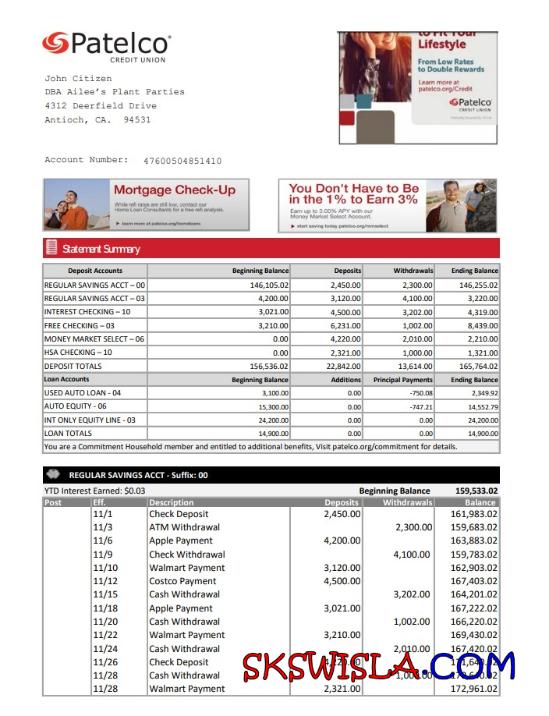 Patelco
CREDIT UNION
to Fit Your
Lifestyle
From Low Rates
to Double Rewards
Learn more at
patelco.org/Credit
Patelco
John Citizen
DBA Ailee's Plant Parties
4312 Deerfield Drive
Antioch, CA. 94531
Account Number: 47600504851410
Mortgage Check-Up
While refi rates are still low, contact our
Home Loan Consultants for a free refi analysis.
learn more at patelco.org/homeloans
You Don't Have to Be
in the 1% to Earn 3%
Earn up to 3.00% APY with our
Money Market Select Account.
start saving today patelco.org/mmselect
Statement Summary
Deposit Accounts Beginning Balance Deposits Withdrawals Ending Balance
REGULAR SAVINGS ACCT – 00 146,105.02 2,450.00 2,300.00 146,255.02
REGULAR SAVINGS ACCT – 03 4,200.00 3,120.00 4,100.00 3,220.00
INTEREST CHECKING – 10 3,021.00 4,500.00 3,202.00 4,319.00
FREE CHECKING – 03 3,210.00 6,231.00 1,002.00 8,439.00
MONEY MARKET SELECT – 06 0.00 4,220.00 2,010.00 2,210.00
HSA CHECKING – 10 0.00 2,321.00 1,000.00 1,321.00
DEPOSIT TOTALS 156,536.02 22,842.00 13,614.00 165,764.02
Loan Accounts Beginning Balance Additions Principal Payments Ending Balance
USED AUTO LOAN - 04 3,100.00 0.00 -750.08 2,349.92
AUTO EQUITY - 06 15,300.00 0.00 -747.21 14,552.79
INT ONLY EQUITY LINE - 03 24,200.00 0.00 0.00 24,200.00
LOAN TOTALS 14,900.00 0.00 0.00 14,900.00
You are a Commitment Household member and entitled to additional benefits, Visit patelco.org/commitment for details.
REGULAR SAVINGS ACCT - Suffix: 00
YTD Interest Earned: $0.03 Beginning Balance 159,533.02
Post Eff. Description Deposits Withdrawals Balance
11/1 Check Deposit 2,450.00 161,983.02
11/3 ATM Withdrawal 2,300.00 159,683.02
11/6 Apple Payment 4,200.00 163,883.02
11/9 Check Withdrawal 4,100.00 159,783.02
11/10 Walmart Payment 3,120.00 162,903.02
11/12 Costco Payment 4,500.00 167,403.02
11/15 Cash Withdrawal 3,202.00 164,201.02
11/18 Apple Payment 3,021.00 167,222.02
11/20 Cash Withdrawal 1,002.00 166,220.02
11/22 Walmart Payment 3,210.00 169,430.02
11/24 Cash Withdrawal 2,010.00 167,420.02
11/26 Check Deposit
11/28 Cash Withdrawal
11/28 Walmart Payment 2,321.00 172,961.02
SKSWISLA.COM